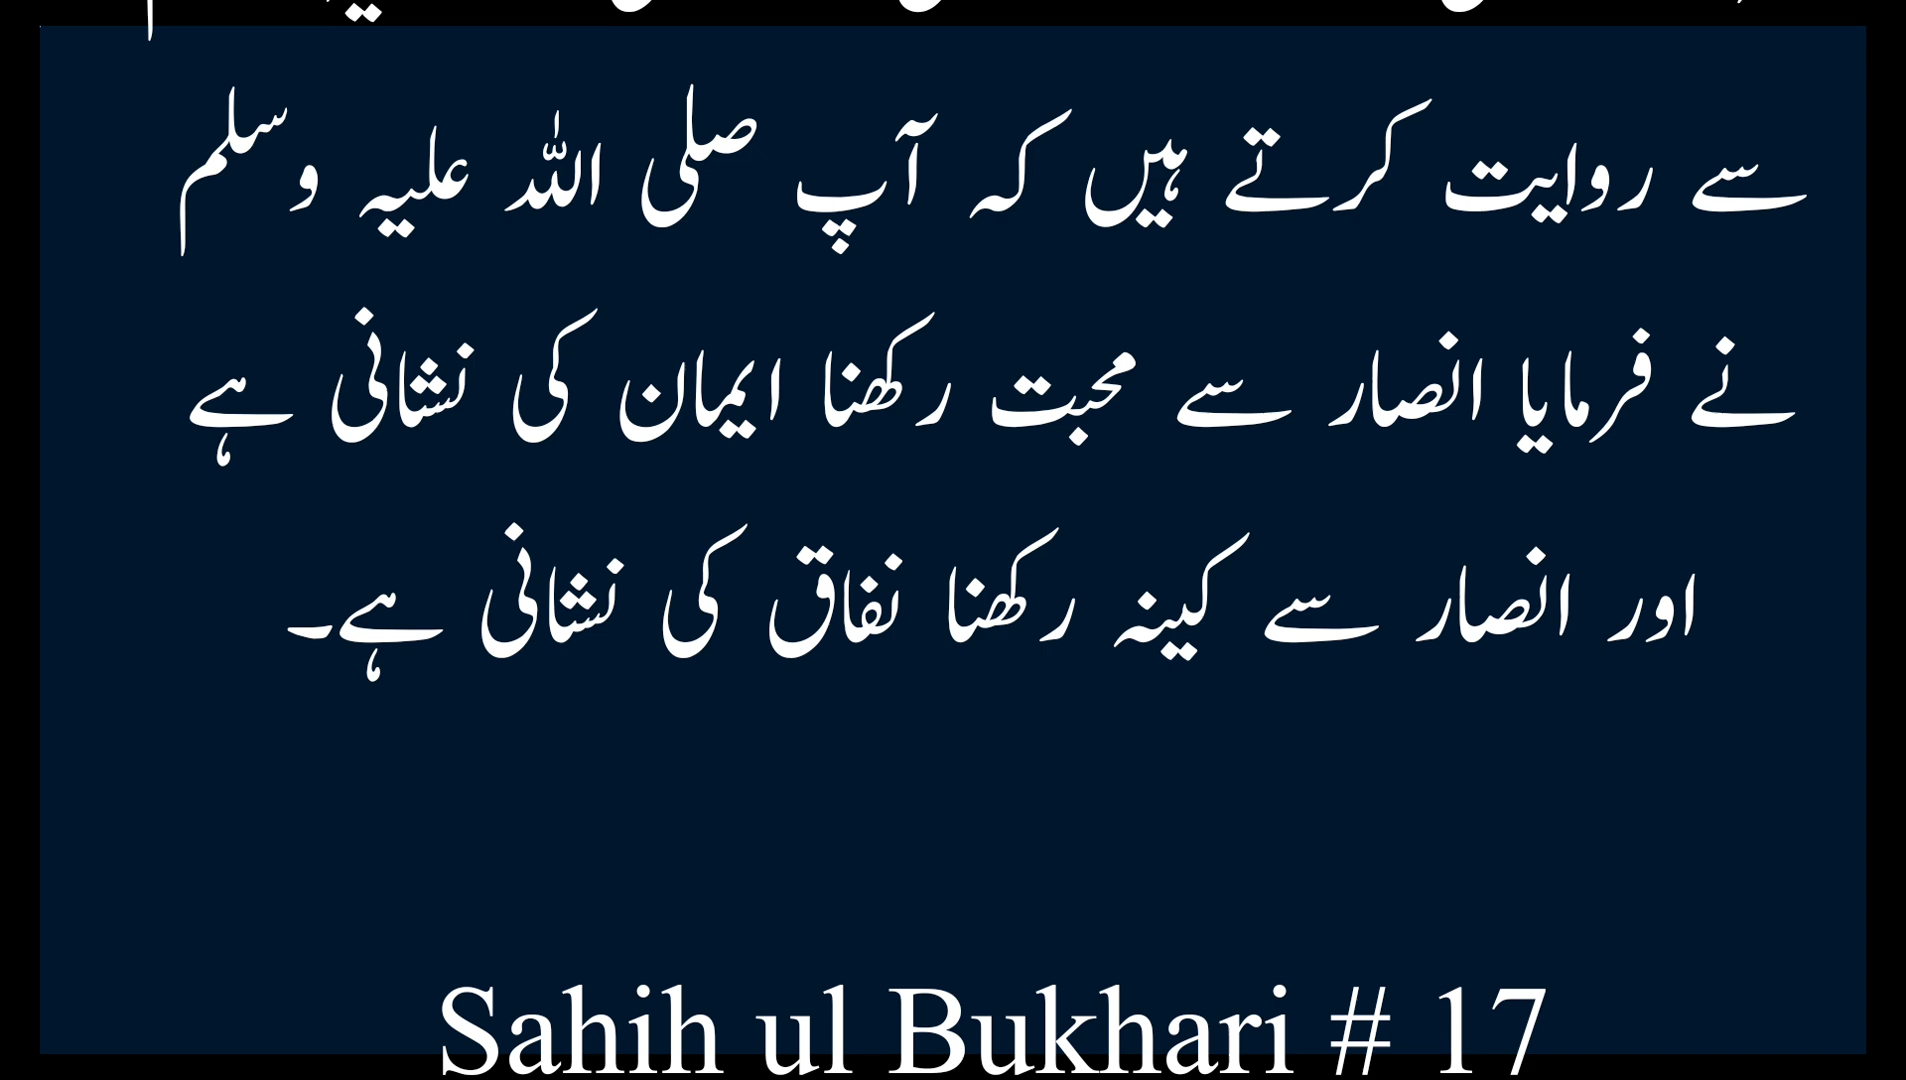 سے روایت کرتے ہیں کہ آپ صلی اللہ علیہ وسلم
نے فرمایا انصار سے محبت رکھنا ایمان کی نشانی ہے
اور انصار سے کینہ رکھنا نفاق کی نشانی ہے۔
Sahih ul Bukhari # 17